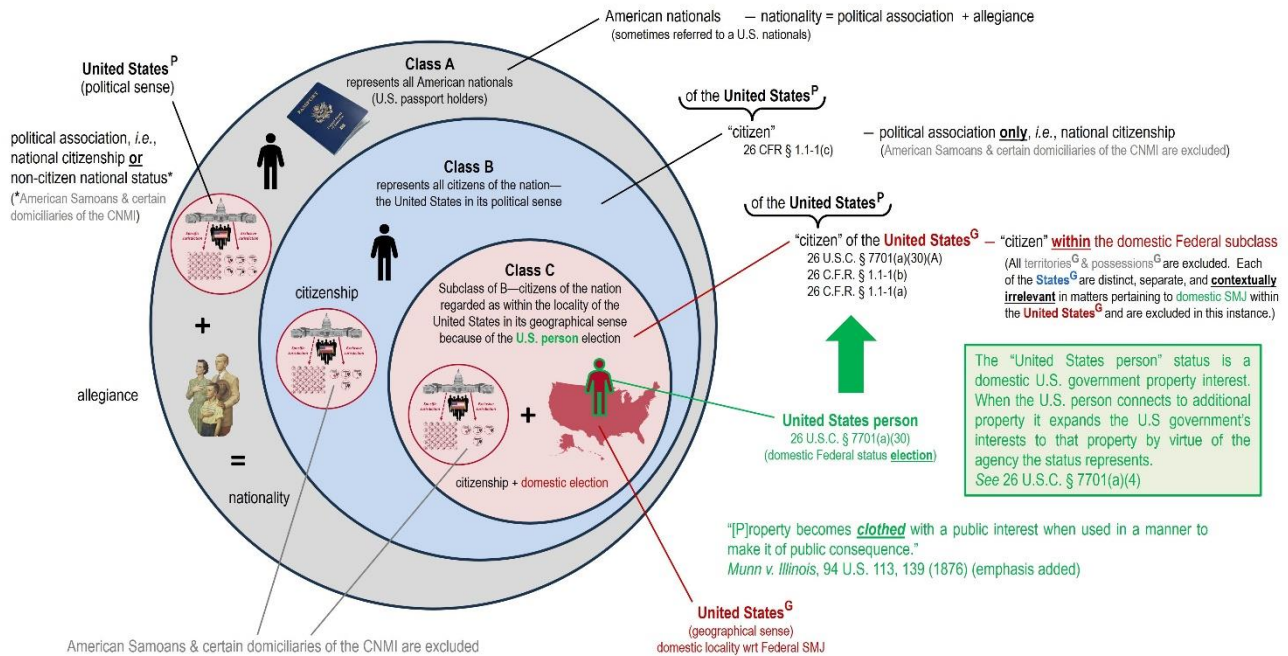 American nationals — nationality = political association + allegiance
(sometimes referred to a U.S. nationals)
United StatesP
(political sense)
political association, i.e.,
national citizenship or
non-citizen national status*
(*American Samoans & certain
domiciliaries of the CNMI)
+
allegiance
=
nationality
Class A
represents all American nationals
(U.S. passport holders)
PASSPORT
Class B
represents all citizens of the nation—
the United States in its political sense
citizenship
Class C
Subclass of B—citizens of the nation
regarded as within the locality of the
United States in its geographical sense
because of the U.S. person election
+
citizenship + domestic election
of the United StatesP
"citizen" — political association only, i.e., national citizenship
26 CFR § 1.1-1(c) (American Samoans & certain domiciliaries of the CNMI are excluded)
of the United StatesP
"citizen" of the United StatesG — "citizen" within the domestic Federal subclass
26 U.S.C. § 7701(a)(30)(A)
26 C.F.R. § 1.1-1(b)
26 C.F.R. § 1.1-1(a)
(All territoriesG & possessionsG are excluded. Each
of the StatesG are distinct, separate, and contextually
irrelevant in matters pertaining to domestic SMJ within
the United StatesG and are excluded in this instance.)
United States person
26 U.S.C. § 7701(a)(30)
(domestic Federal status election)
The "United States person" status is a
domestic U.S. government property interest.
When the U.S. person connects to additional
property it expands the U.S government's
interests to that property by virtue of the
agency the status represents.
See 26 U.S.C. § 7701(a)(4)
"[P]roperty becomes clothed with a public interest when used in a manner to
make it of public consequence."
Munn v. Illinois, 94 U.S. 113, 139 (1876) (emphasis added)
United StatesG
(geographical sense)
domestic locality wrt Federal SMJ
American Samoans & certain domiciliaries of the CNMI are excluded